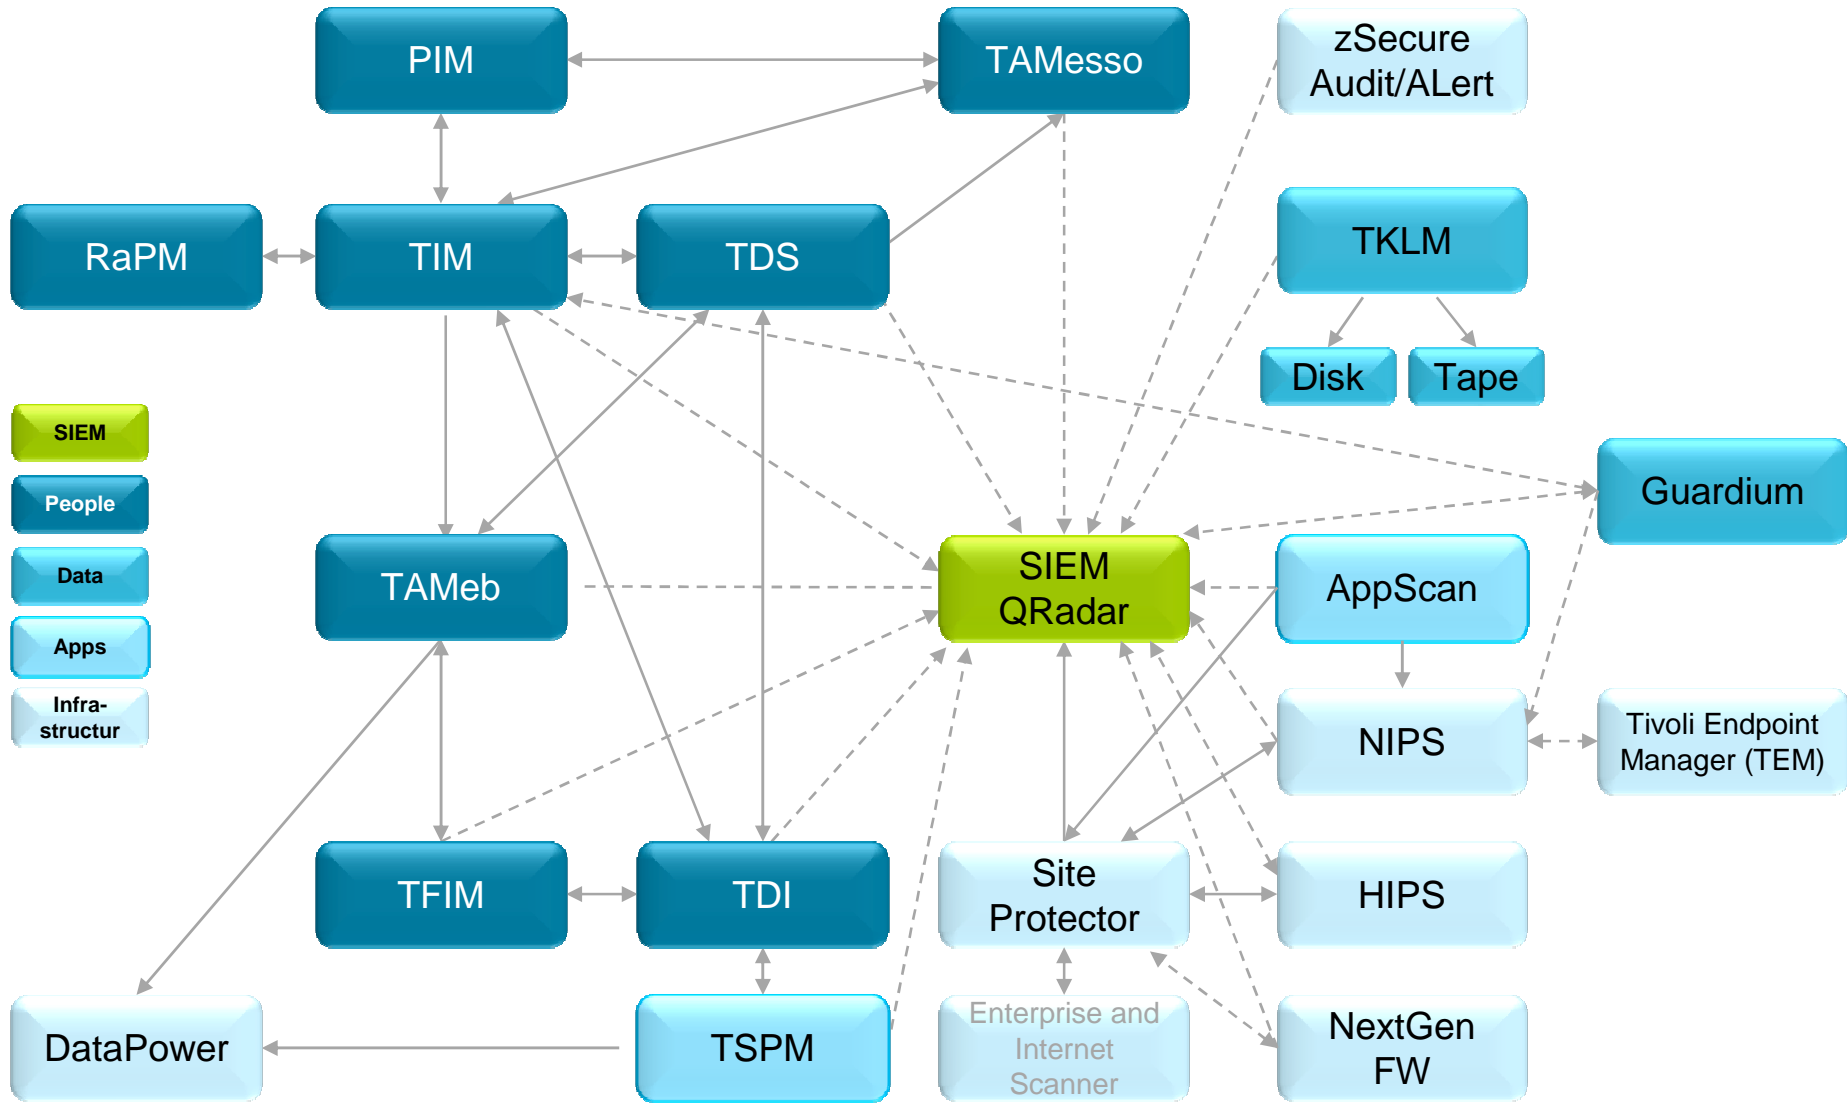 PIM
TAMesso
zSecure
Audit/ALert
RaPM
TIM
TDS
TKLM
Disk
Tape
SIEM
People
Data
Apps
Infra-
structur
Guardium
TAMeb
SIEM
QRadar
AppScan
NIPS
Tivoli Endpoint
Manager (TEM)
TFIM
TDI
Site
Protector
HIPS
DataPower
TSPM
Enterprise and
Internet
Scanner
NextGen
FW